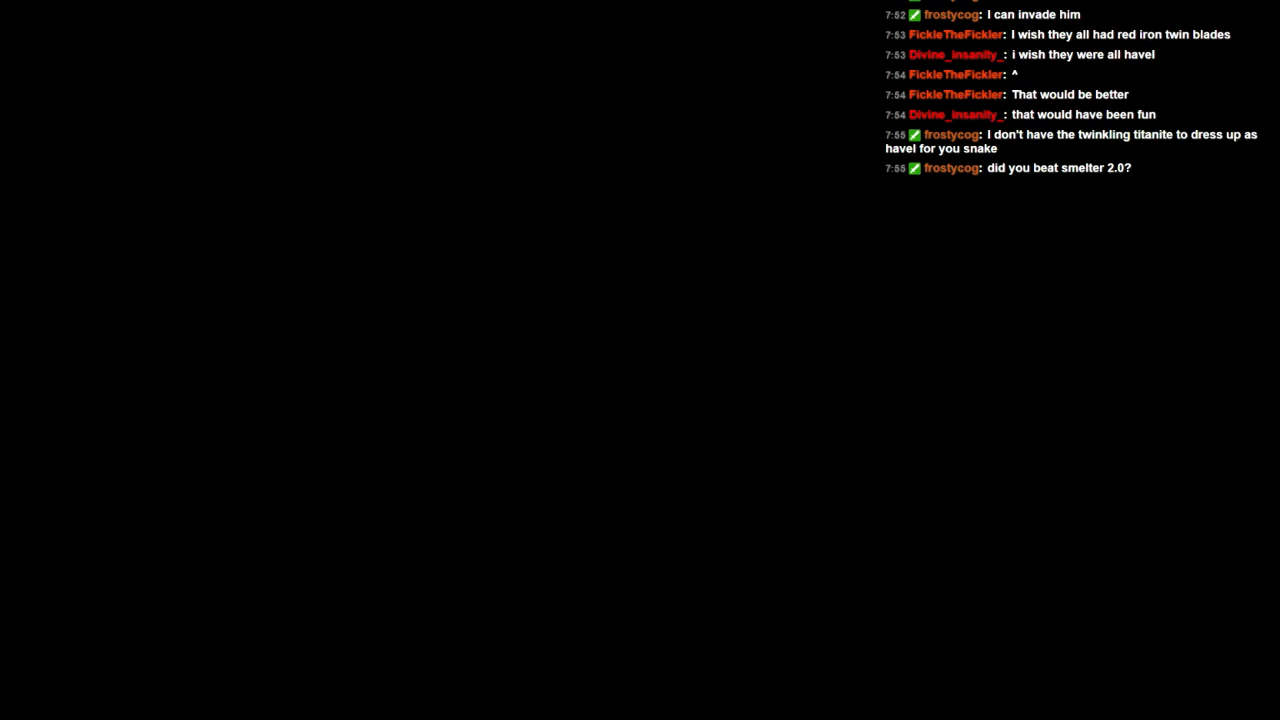 7:52 frostycog: I can invade him
7:53 FickleTheFickler: I wish they all had red iron twin blades
7:53 Divine_insanity_: i wish they were all havel
7:54 FickleTheFickler: ^
7:54 FickleTheFickler: That would be better
7:54 Divine_insanity_: that would have been fun
7:55 frostycog: I don't have the twinkling titanite to dress up as
havel for you snake
7:55 frostycog: did you beat smelter 2.0?